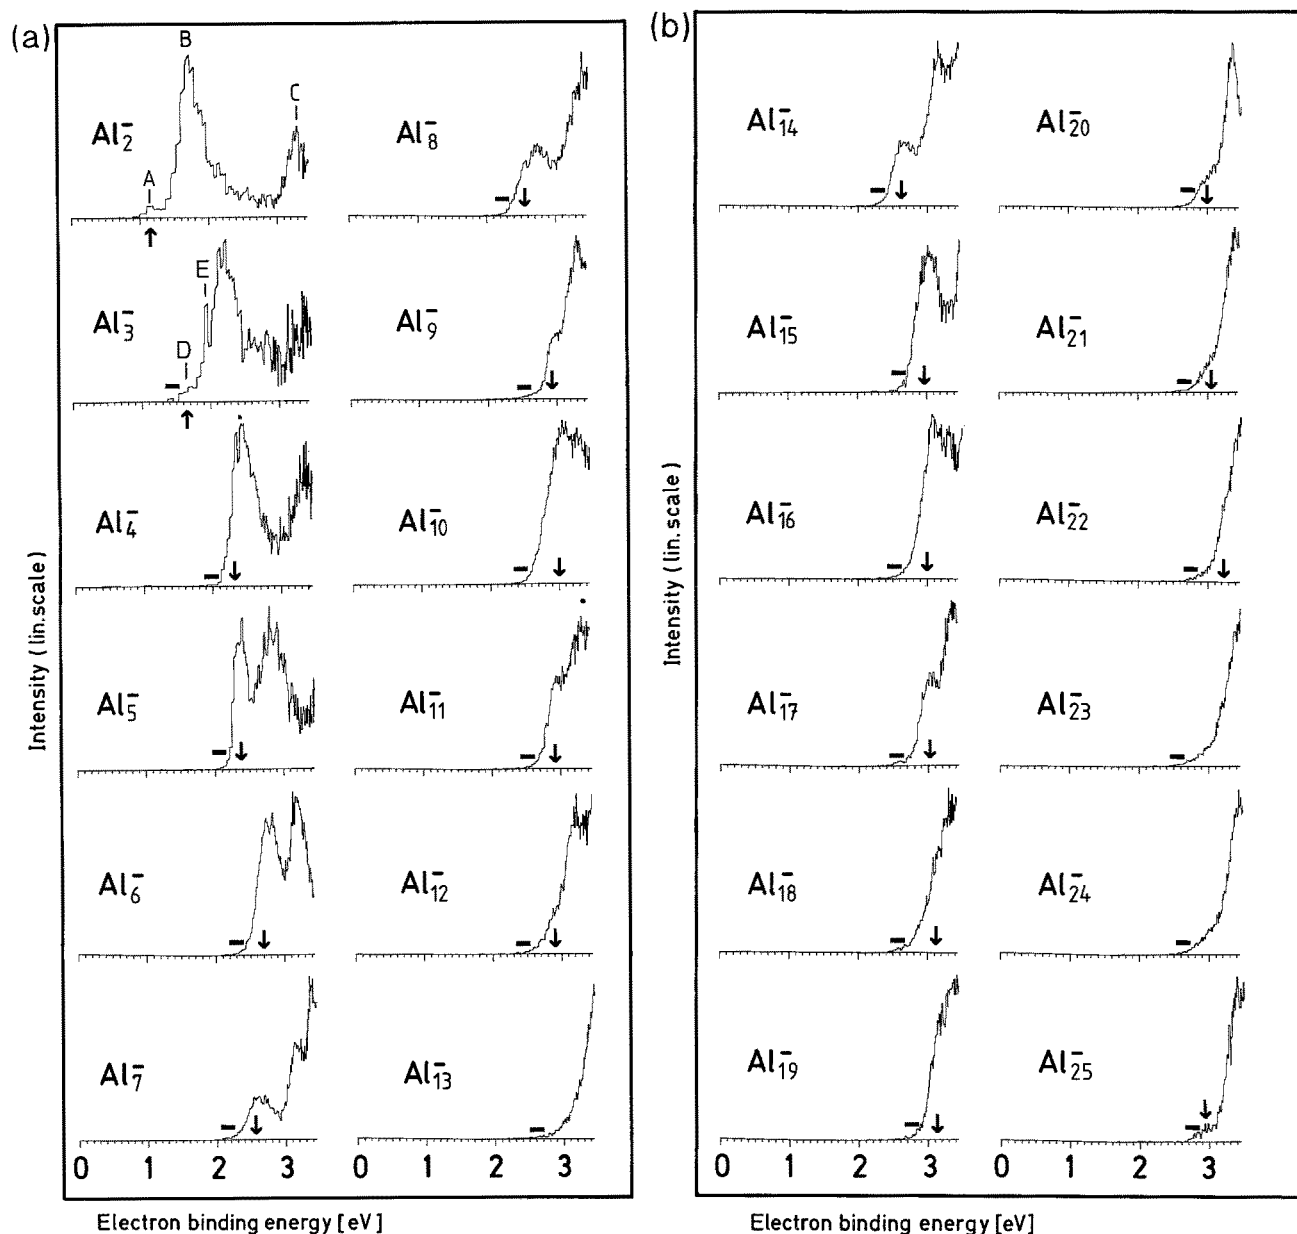 (a)
A
B
C
Al₂⁻
Al₈⁻
D
E
Al₃⁻
Al₉⁻
Al₄⁻
Al₁₀⁻
Al₅⁻
Al₁₁⁻
Al₆⁻
Al₁₂⁻
Al₇⁻
Al₁₃⁻
0 1 2 3 0 1 2 3
Intensity (lin.scale)
Electron binding energy [eV]
(b)
Al₁₄⁻
Al₂₀⁻
Al₁₅⁻
Al₂₁⁻
Al₁₆⁻
Al₂₂⁻
Al₁₇⁻
Al₂₃⁻
Al₁₈⁻
Al₂₄⁻
Al₁₉⁻
Al₂₅⁻
0 1 2 3 0 1 2 3
Intensity (lin.scale)
Electron binding energy [eV]